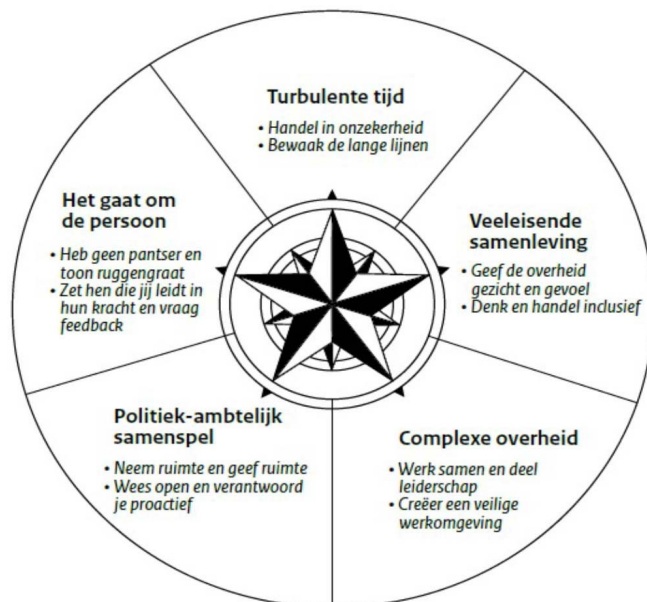 Turbulente tijd
• Handel in onzekerheid
• Bewaak de lange lijnen
Veeleisende
samenleving
• Geef de overheid
gezicht en gevoel
• Denk en handel inclusief
Complexe overheid
• Werk samen en deel
leiderschap
• Creëer een veilige
werkomgeving
Politiek-ambtelijk
samenspel
• Neem ruimte en geef ruimte
• Wees open en verantwoord
je proactief
Het gaat om
de persoon
• Heb geen pantser en
toon ruggengraat
• Zet hen die jij leidt in
hun kracht en vraag
feedback